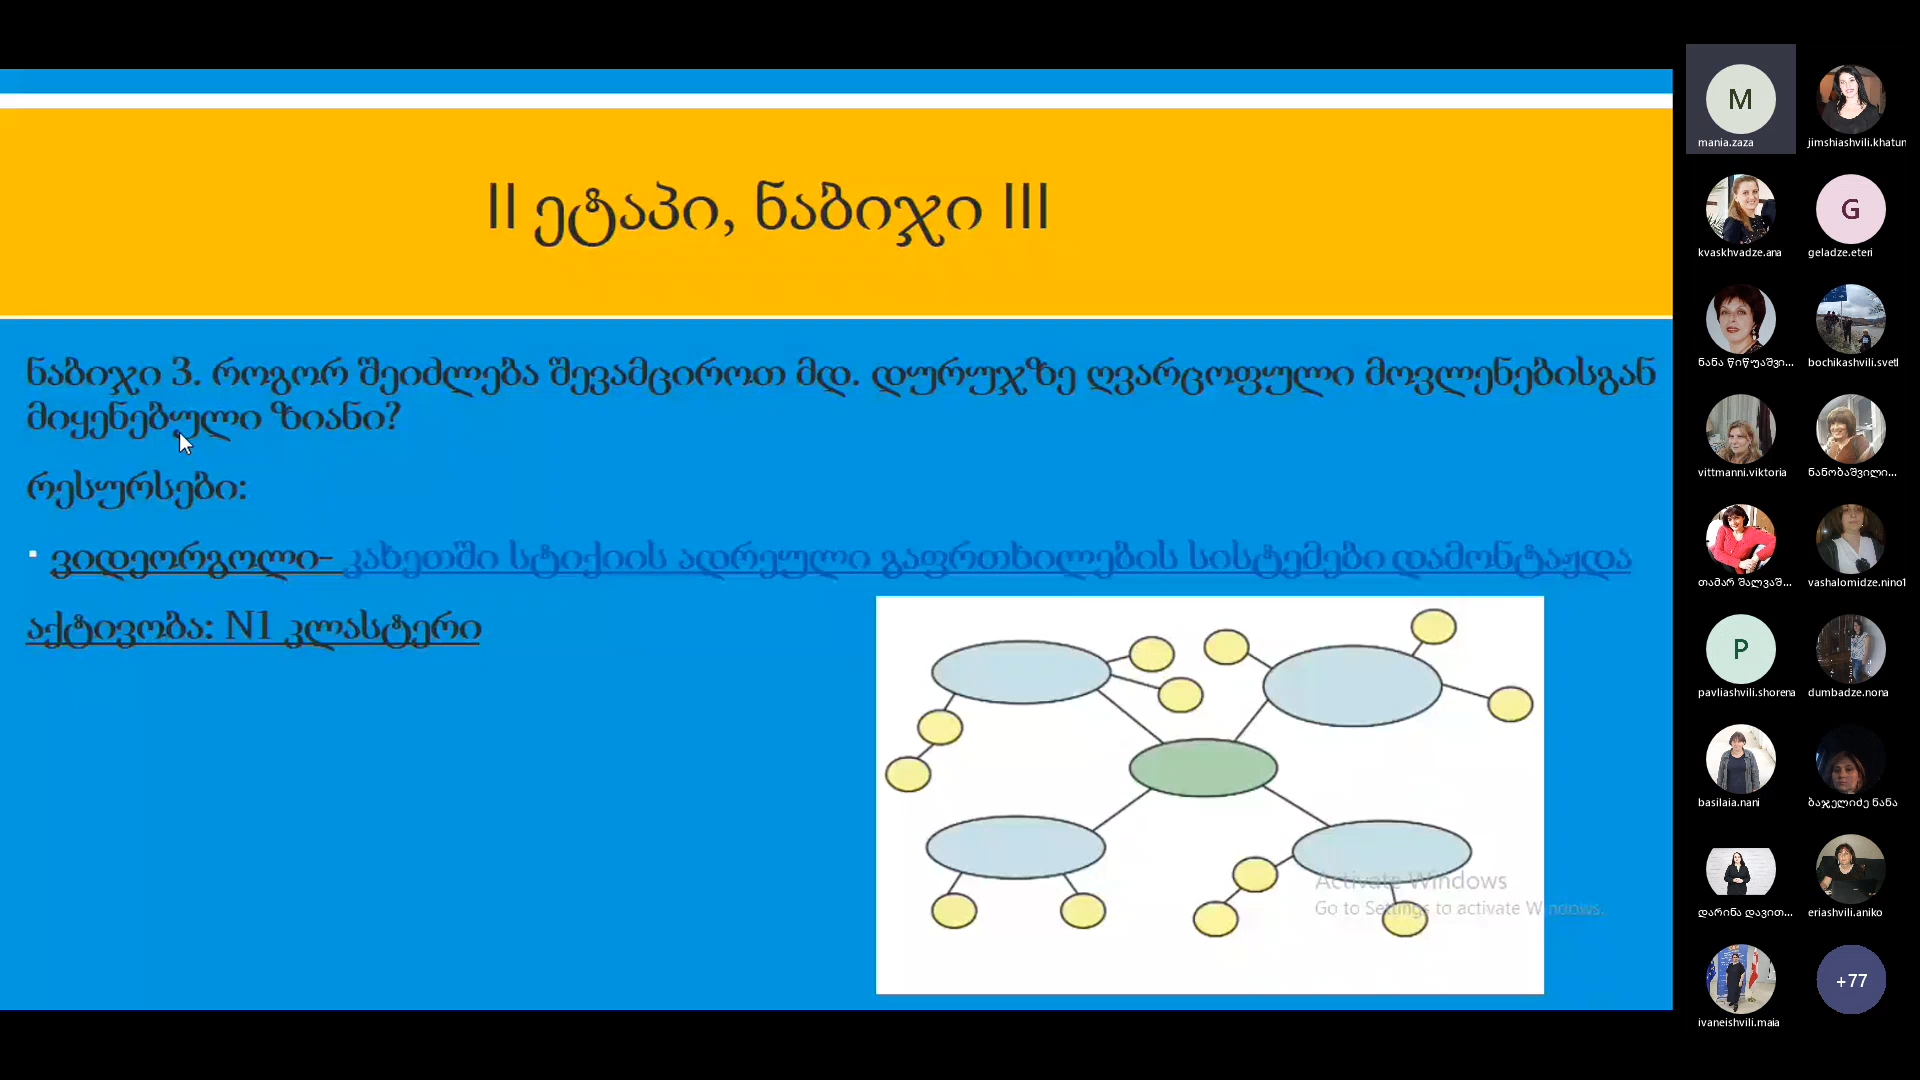 II ეტაპი, ნაბიჯი III
ნაბიჯი 3. როგორ შეიძლება შევამციროთ მდ. დურუჯზე ღვარცოფული მოვლენებისგან
მიყენებული ზიანი?
რესურსები:
▪ ვიდეორგოლი- კახეთში სტიქიის ადრეული გაფრთხილების სისტემები დამონტაჟდა
აქტივობა: N1 კლასტერი
Activate Windows
Go to Settings to activate Windows.
M
mania.zaza
jimshiashvili.khatun
kvaskhvadze.ana
G
geladze.eteri
ნანა წიწუაშვი...
bochikashvili.svetl
vittmanni.viktoria
ნანობაშვილი...
თამარ შალვაშ...
vashalomidze.nino1
P
pavliashvili.shorena
dumbadze.nona
basilaia.nani
ბაჯელიძე ნანა
დარინა დავით...
eriashvili.aniko
ivaneishvili.maia
+77